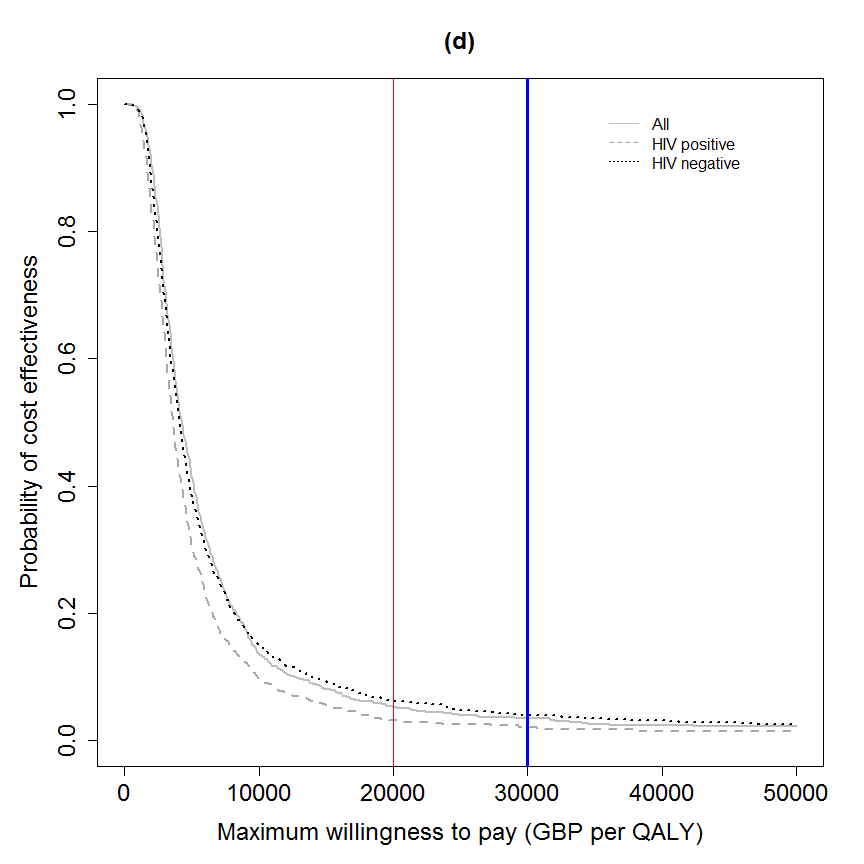 (d)
All
HIV positive
HIV negative
Probability of cost effectiveness
1.0
0.8
0.6
0.4
0.2
0.0
0 10000 20000 30000 40000 50000
Maximum willingness to pay (GBP per QALY)